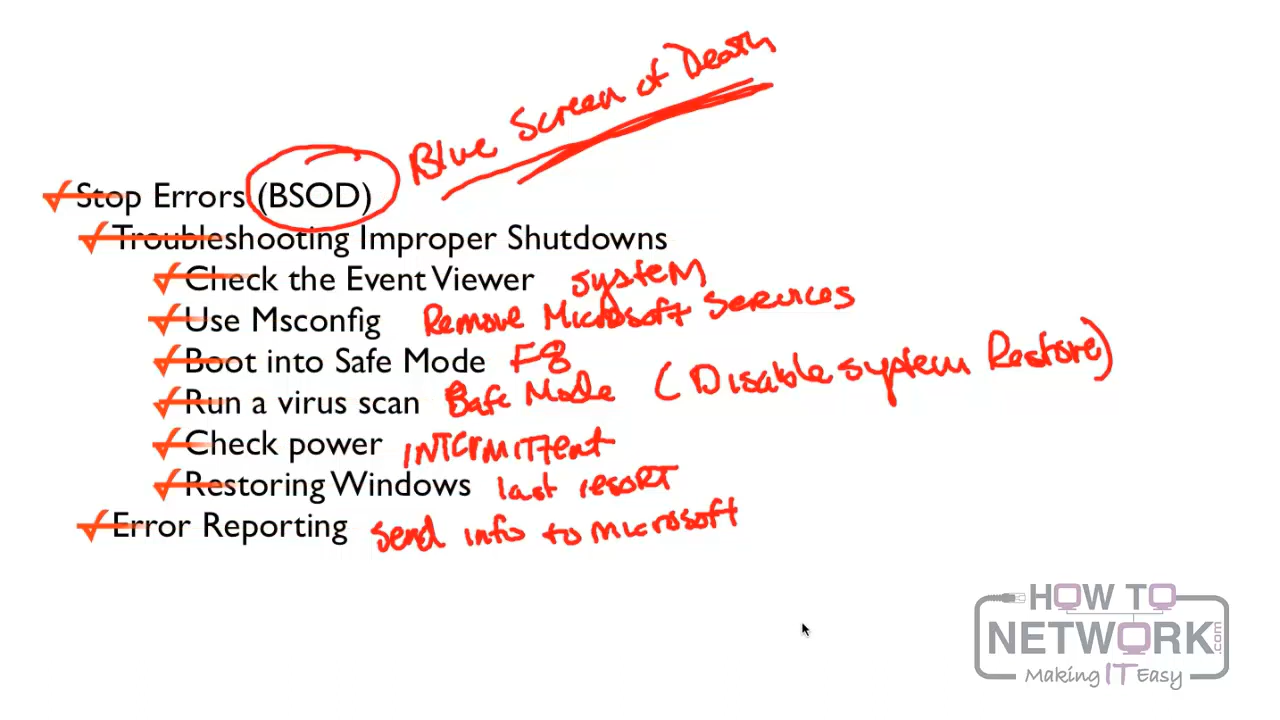 Blue Screen of Death
Stop Errors (BSOD)
Troubleshooting Improper Shutdowns
Check the Event Viewer system
Use Msconfig Remove Microsoft Services
Boot into Safe Mode F8
Run a virus scan Safe Mode (Disable system Restore)
Check power INTERMITTent
Restoring Windows last resort
Error Reporting send info to microsoft
HOW TO
NETWORK.com
Making IT Easy